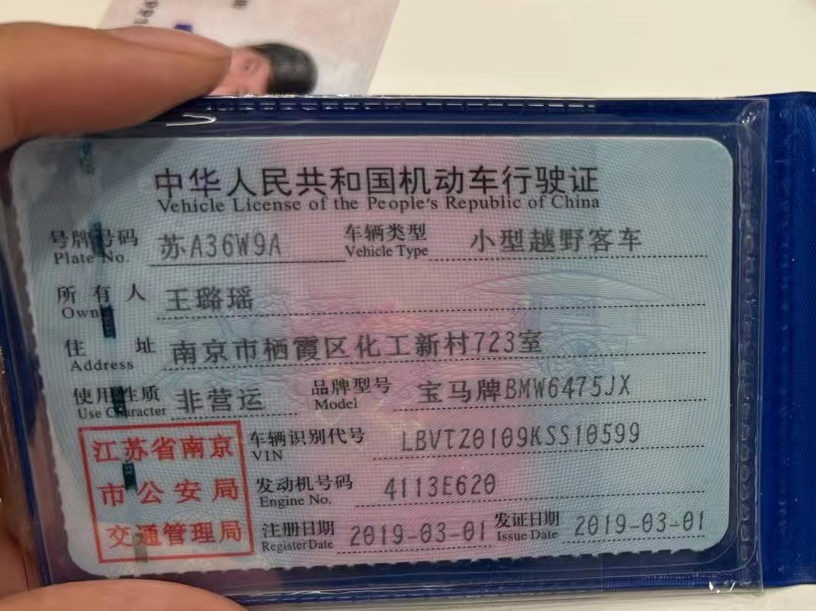 中华人民共和国机动车行驶证
Vehicle License of the People's Republic of China
号牌号码 苏A36W9A 车辆类型 小型越野客车
Plate No. Vehicle Type
所有人 王璐瑶
Owner
住址 南京市栖霞区化工新村723室
Address
使用性质 非营运 品牌型号 宝马牌BMW6475JX
Use Character Model
江苏省南京
市公安局
交通管理局
车辆识别代号 LBVTZ0109KSS10599
VIN
发动机号码 4113E620
Engine No.
注册日期 2019-03-01 发证日期 2019-03-01
Register Date Issue Date